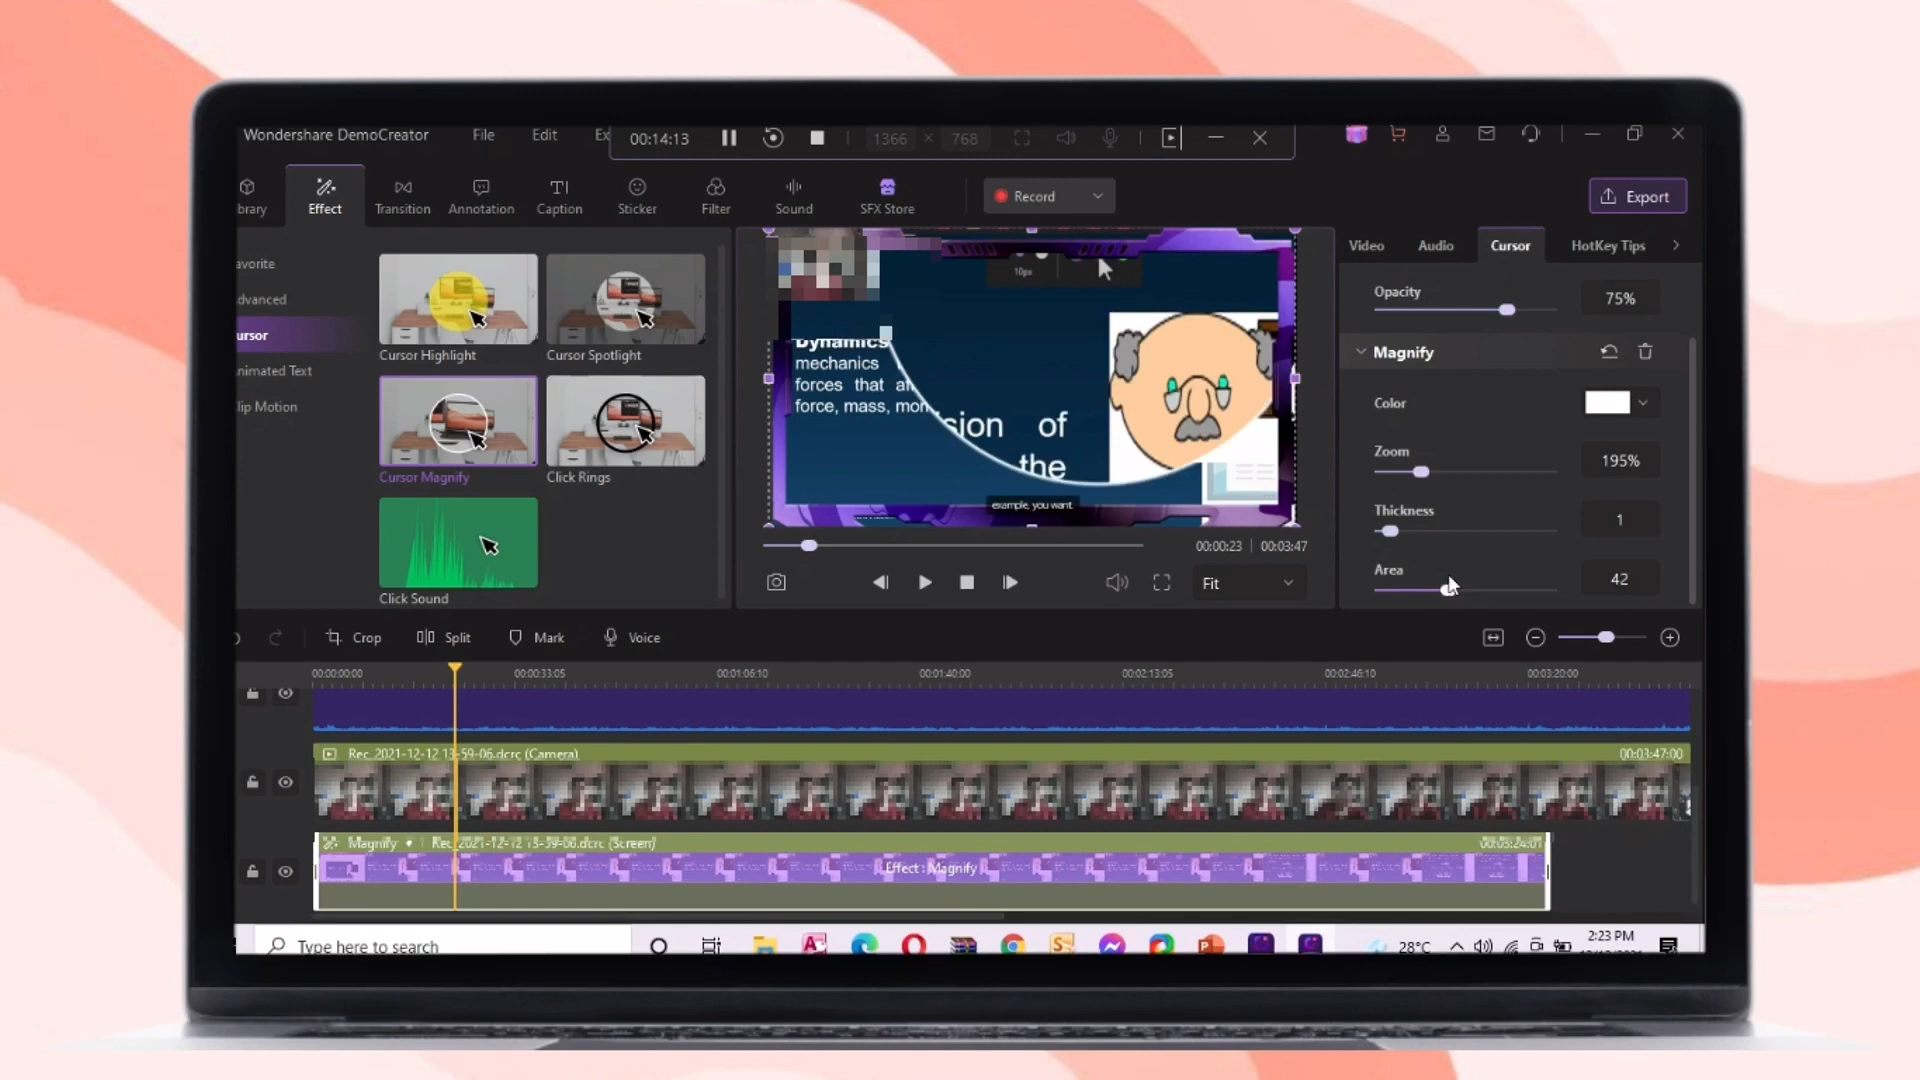 Wondershare DemoCreator File Edit Ex 00:14:13 1366 × 768
brary Effect Transition Annotation TI Caption Sticker Filter Sound SFX Store Record Export
avorite
dvanced
ursor
nimated Text
lip Motion
Cursor Highlight Cursor Spotlight
Cursor Magnify Click Rings
Click Sound
10px
Dynamics
mechanics
forces that
force, mass,
sion of
the
example, you want
00:00:23 | 00:03:47
Fit
Video Audio Cursor HotKey Tips
Opacity 75%
Magnify
Color
Zoom 195%
Thickness 1
Area 42
Crop Split Mark Voice
00:00:00:00 00:00:33:05 00:01:06:10 00:01:40:00 00:02:13:05 00:02:46:10 00:03:20:00
Rec_2021-12-12 13-59-06.dcrc (Camera) 00:03:47:00
Magnify Rec_2021-12-12 13-59-06.dcrc (Screen) 00:03:24:01
Effect : Magnify
Type here to search 28°C 2:23 PM